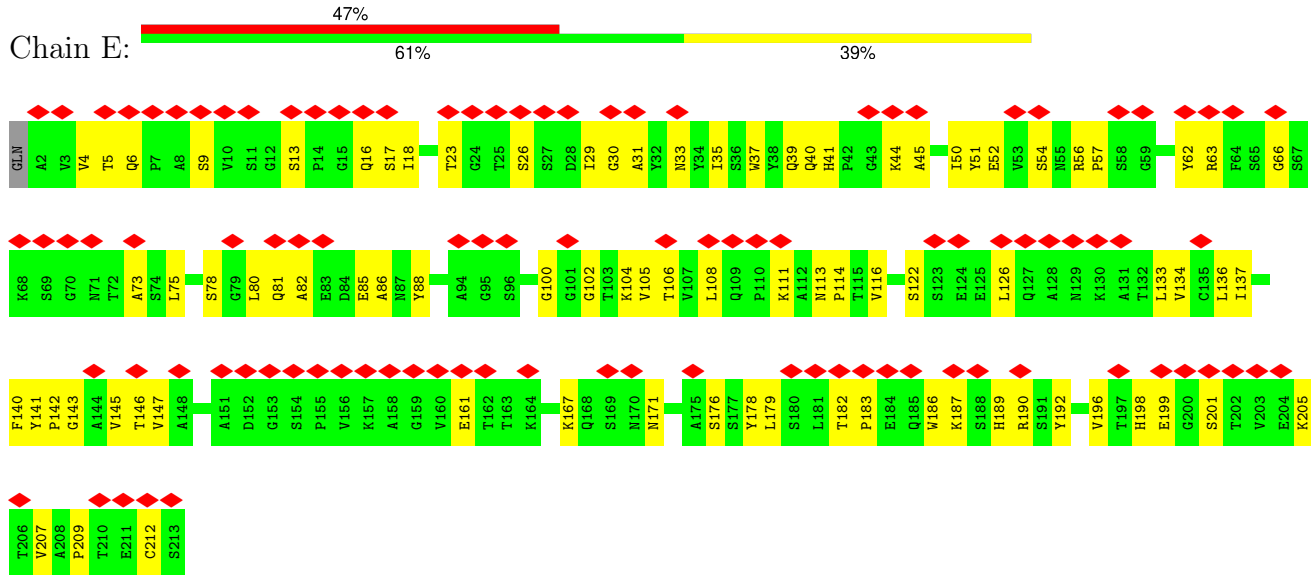 47%
Chain E:
61% 39%
GLN A2 V3 V4 T5 Q6 P7 A8 S9 V10 S11 G12 S13 P14 G15 Q16 S17 I18 T23 G24 T25 S26 S27 D28 I29 G30 A31 Y32 N33 Y34 I35 S36 W37 Y38 Q39 Q40 H41 P42 G43 K44 A45 I50 Y51 E52 V53 S54 N55 R56 P57 S58 G59 Y62 R63 F64 S65 G66 S67
K68 S69 G70 N71 T72 A73 S74 L75 S78 G79 L80 Q81 A82 E83 D84 E85 A86 N87 Y88 A94 G95 S96 G100 G101 G102 T103 K104 V105 T106 V107 L108 Q109 P110 K111 A112 N113 P114 T115 V116 S122 S123 E124 E125 L126 Q127 A128 N129 K130 A131 T132 L133 V134 C135 L136 I137
F140 Y141 P142 G143 A144 V145 T146 V147 A148 A151 D152 G153 S154 P155 V156 K157 A158 G159 V160 E161 T162 T163 K164 K167 Q168 S169 N170 N171 A175 S176 S177 Y178 L179 S180 L181 T182 P183 E184 Q185 W186 K187 S188 H189 R190 S191 Y192 V196 T197 H198 E199 G200 S201 T202 V203 E204 K205
T206 V207 A208 P209 T210 E211 C212 S213